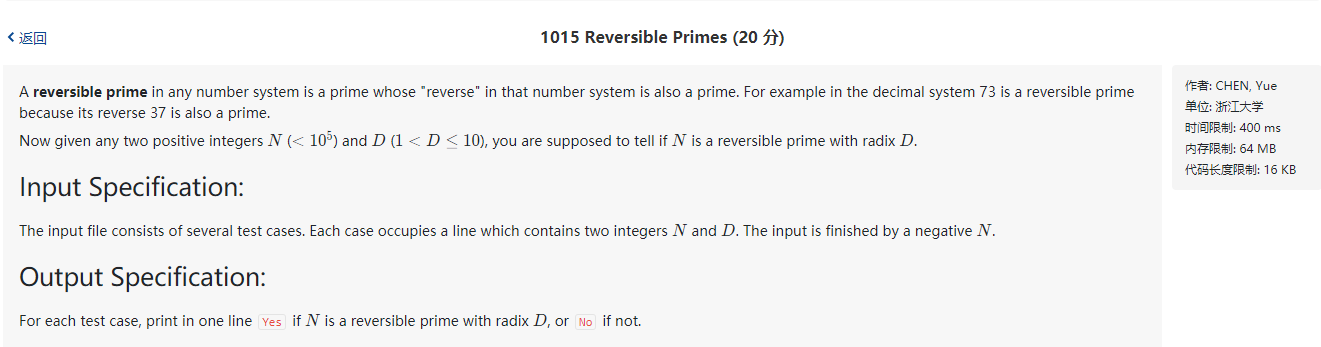 返回
1015 Reversible Primes (20 分)
A reversible prime in any number system is a prime whose "reverse" in that number system is also a prime. For example in the decimal system 73 is a reversible prime
because its reverse 37 is also a prime.
Now given any two positive integers N (< 10⁵) and D (1 < D ≤ 10), you are supposed to tell if N is a reversible prime with radix D.
Input Specification:
The input file consists of several test cases. Each case occupies a line which contains two integers N and D. The input is finished by a negative N.
Output Specification:
For each test case, print in one line Yes if N is a reversible prime with radix D, or No if not.
作者: CHEN, Yue
单位: 浙江大学
时间限制: 400 ms
内存限制: 64 MB
代码长度限制: 16 KB